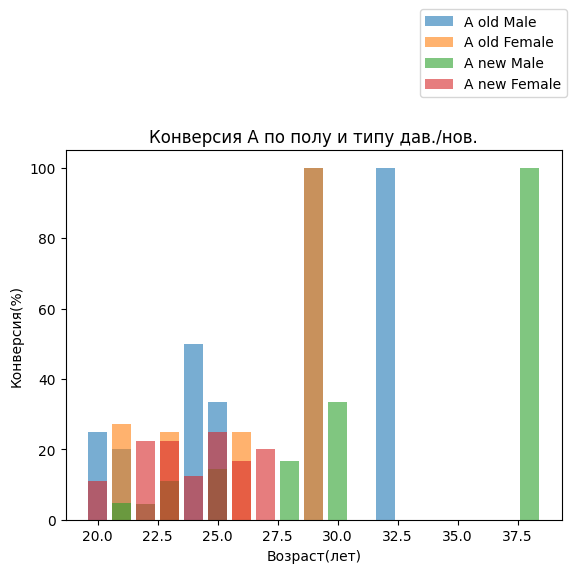 A old Male
A old Female
A new Male
A new Female
Конверсия А по полу и типу дав./нов.
Конверсия(%)
100
80
60
40
20
0
20.0 22.5 25.0 27.5 30.0 32.5 35.0 37.5
Возраст(лет)